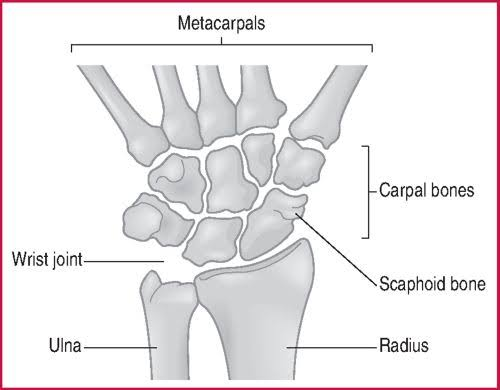 Metacarpals
Carpal bones
Wrist joint
Scaphoid bone
Ulna
Radius